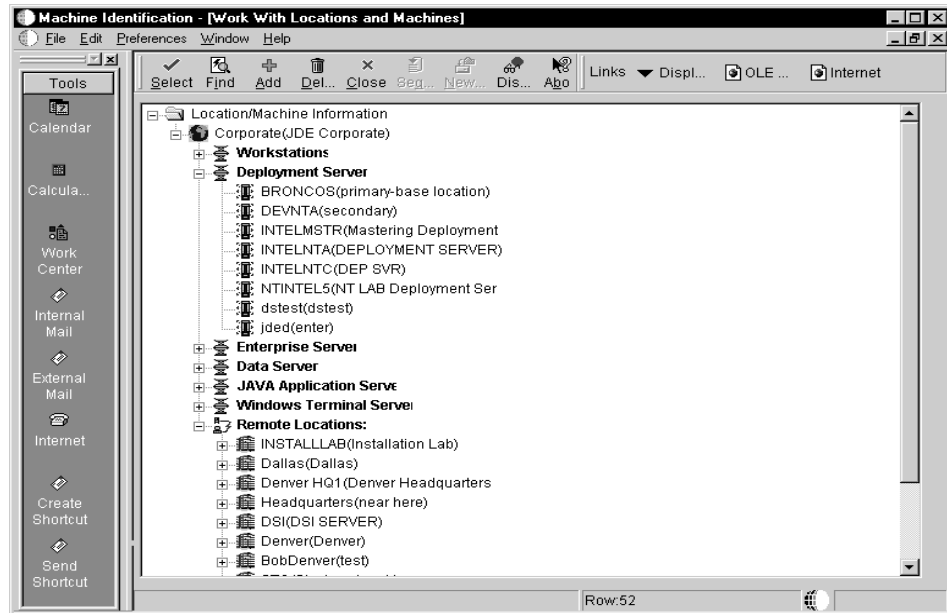 Machine Identification - [Work With Locations and Machines]
File Edit Preferences Window Help
Tools
Select Find Add Del... Close Seq... New... Dis... Abo Links Displ... OLE ... Internet
Calendar
Calcula...
Work
Center
Internal
Mail
External
Mail
Internet
Create
Shortcut
Send
Shortcut
Location/Machine Information
Corporate(JDE Corporate)
Workstations
Deployment Server
BRONCOS(primary-base location)
DEVNTA(secondary)
INTELMSTR(Mastering Deployment
INTELNTA(DEPLOYMENT SERVER)
INTELNTC(DEP SVR)
NTINTEL5(NT LAB Deployment Ser
dstest(dstest)
jded(enter)
Enterprise Server
Data Server
JAVA Application Serve
Windows Terminal Server
Remote Locations:
INSTALLLAB(Installation Lab)
Dallas(Dallas)
Denver HQ1(Denver Headquarters
Headquarters(near here)
DSI(DSI SERVER)
Denver(Denver)
BobDenver(test)
Row:52